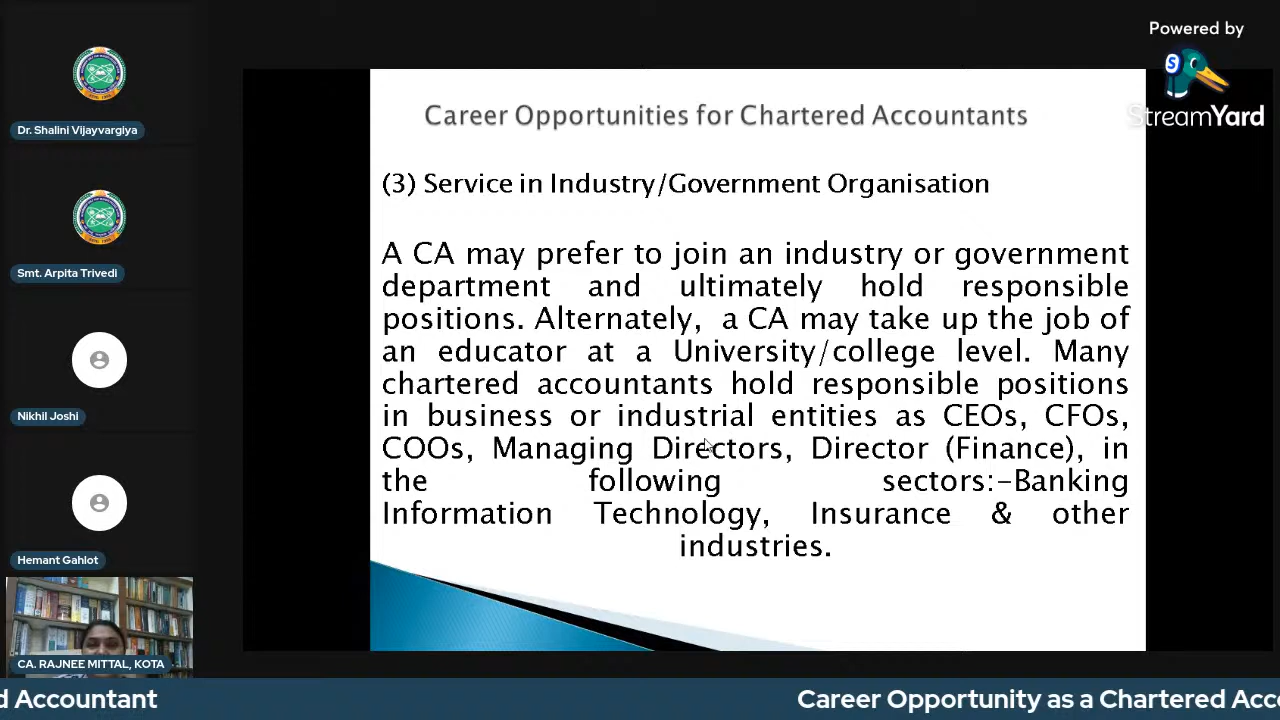 Powered by
StreamYard
Dr. Shalini Vijayvargiya
Smt. Arpita Trivedi
Nikhil Joshi
Hemant Gahlot
CA. RAJNEE MITTAL, KOTA
Career Opportunities for Chartered Accountants
(3) Service in Industry/Government Organisation
A CA may prefer to join an industry or government
department and ultimately hold responsible
positions. Alternately, a CA may take up the job of
an educator at a University/college level. Many
chartered accountants hold responsible positions
in business or industrial entities as CEOs, CFOs,
COOs, Managing Directors, Director (Finance), in
the following sectors:-Banking
Information Technology, Insurance & other
industries.
d Accountant
Career Opportunity as a Chartered Acc